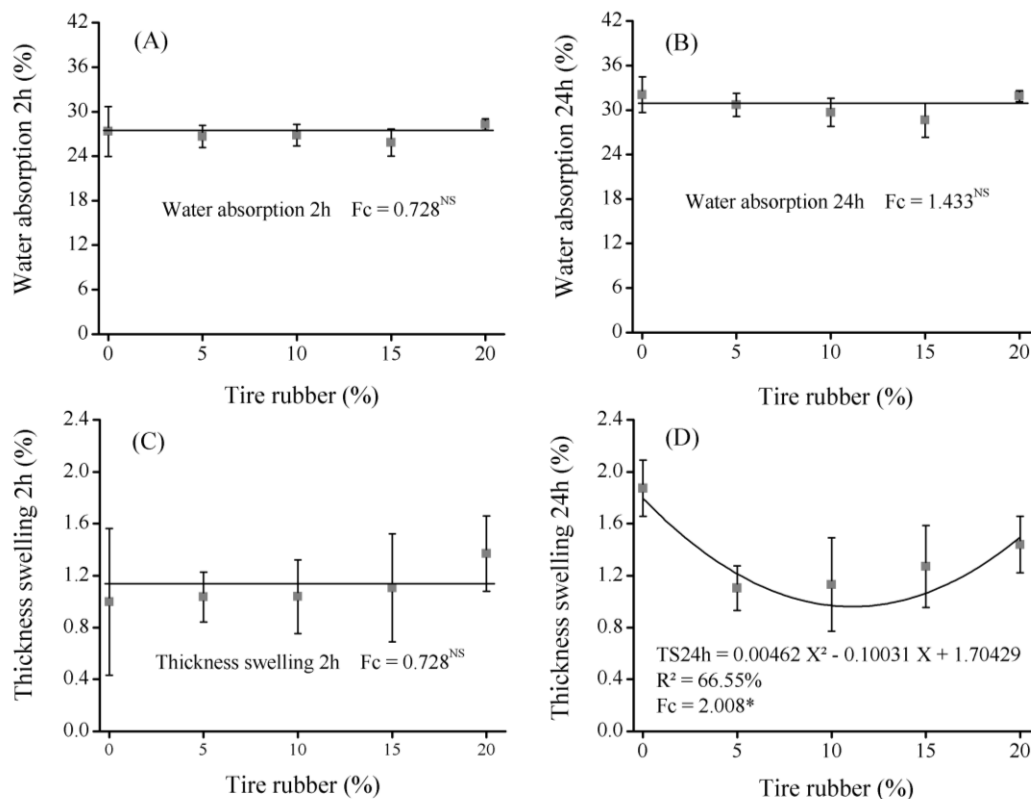 (A)
Water absorption 2h (%)
42
36
30
24
18
12
6
0
Water absorption 2h Fc = 0.728ᴺˢ
0 5 10 15 20
Tire rubber (%)
(B)
Water absorption 24h (%)
42
36
30
24
18
12
6
0
Water absorption 24h Fc = 1.433ᴺˢ
0 5 10 15 20
Tire rubber (%)
(C)
Thickness swelling 2h (%)
2.4
2.0
1.6
1.2
0.8
0.4
0.0
Thickness swelling 2h Fc = 0.728ᴺˢ
0 5 10 15 20
Tire rubber (%)
(D)
Thickness swelling 24h (%)
2.4
2.0
1.6
1.2
0.8
0.4
0.0
TS24h = 0.00462 X² - 0.10031 X + 1.70429
R² = 66.55%
Fc = 2.008*
0 5 10 15 20
Tire rubber (%)